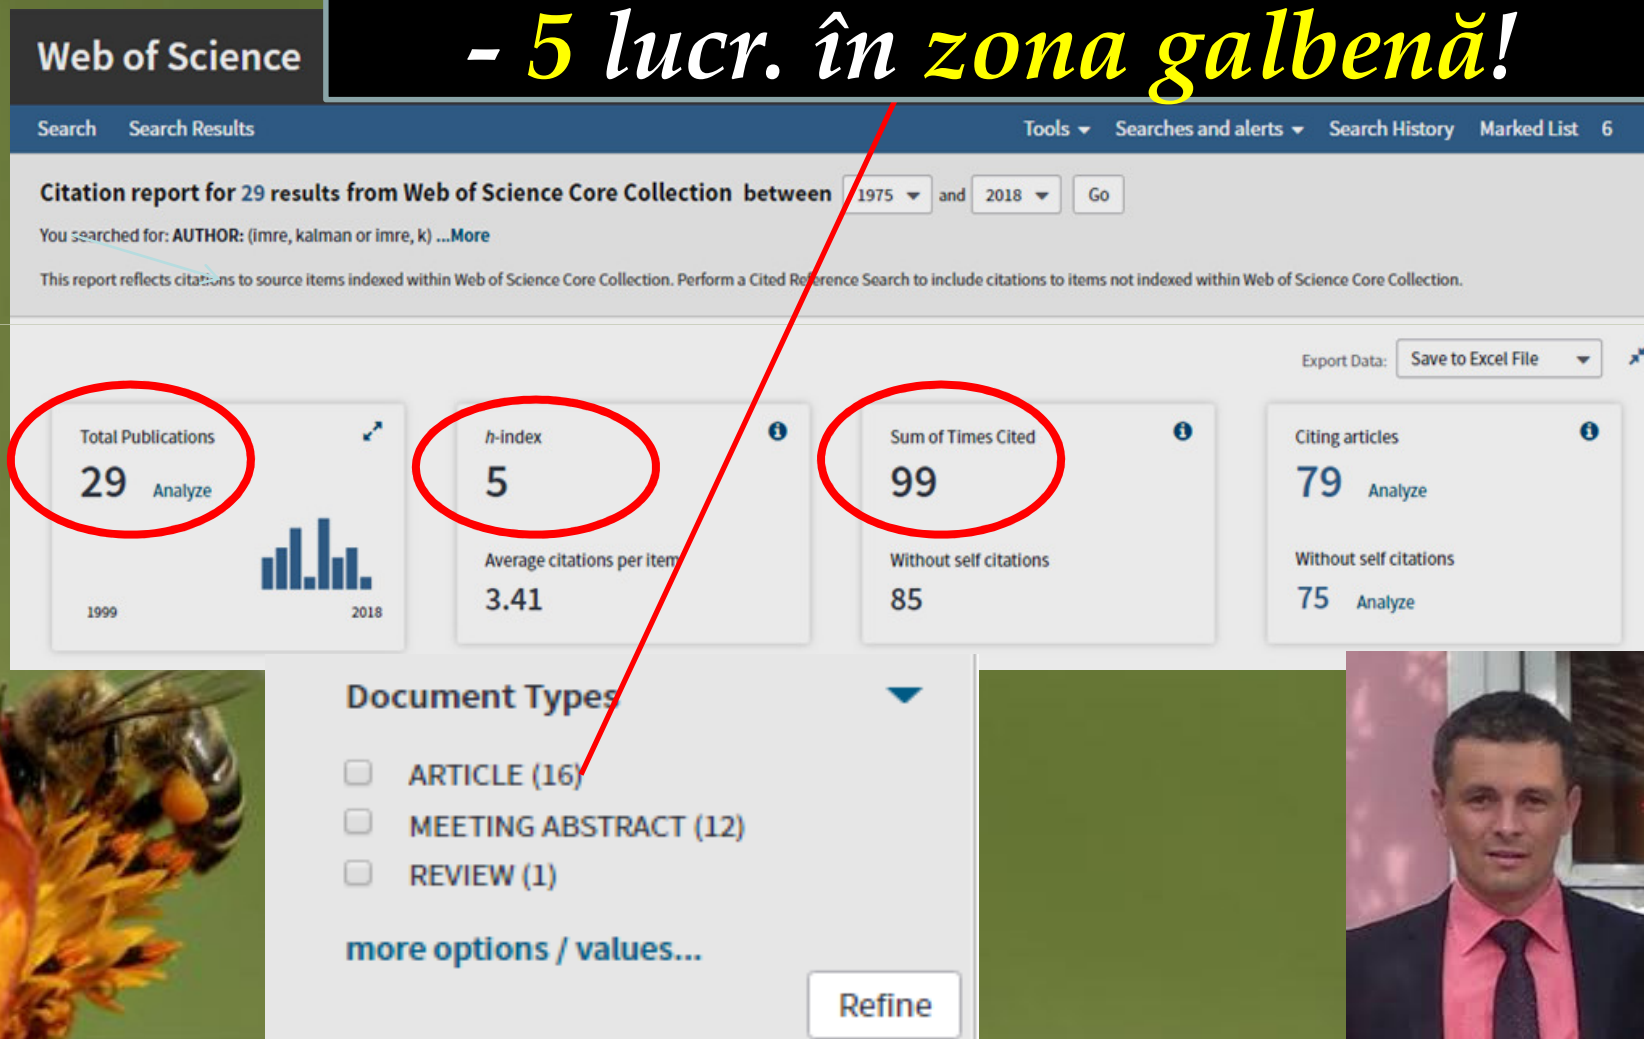 - 5 lucr. în zona galbenă!
Web of Science
Search Search Results Tools Searches and alerts Search History Marked List 6
Citation report for 29 results from Web of Science Core Collection between 1975 and 2018 Go
You searched for: AUTHOR: (imre, kalman or imre, k) ...More
This report reflects citations to source items indexed within Web of Science Core Collection. Perform a Cited Reference Search to include citations to items not indexed within Web of Science Core Collection.
Export Data: Save to Excel File
Total Publications
29 Analyze
1999 2018
h-index
5
Average citations per item
3.41
Sum of Times Cited
99
Without self citations
85
Citing articles
79 Analyze
Without self citations
75 Analyze
Document Types
ARTICLE (16)
MEETING ABSTRACT (12)
REVIEW (1)
more options / values...
Refine